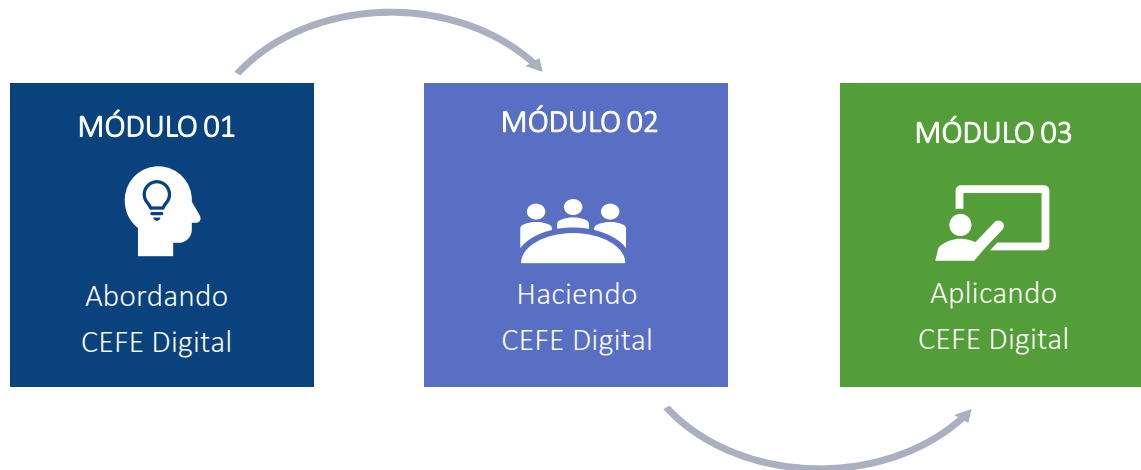 MÓDULO 01
Abordando
CEFE Digital
MÓDULO 02
Haciendo
CEFE Digital
MÓDULO 03
Aplicando
CEFE Digital